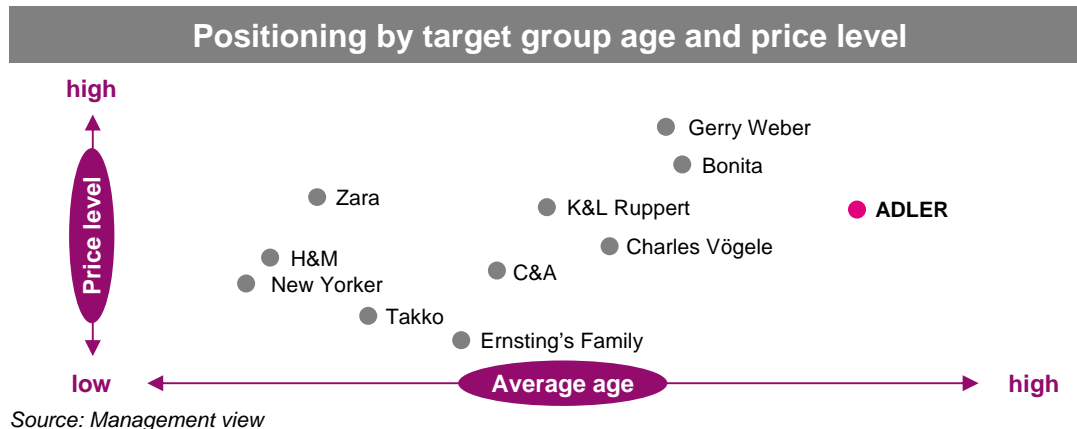 Positioning by target group age and price level
high
Gerry Weber
Bonita
Zara
K&L Ruppert
ADLER
Price level
Charles Vögele
H&M
C&A
New Yorker
Takko
Ernsting’s Family
low
Average age
high
Source: Management view